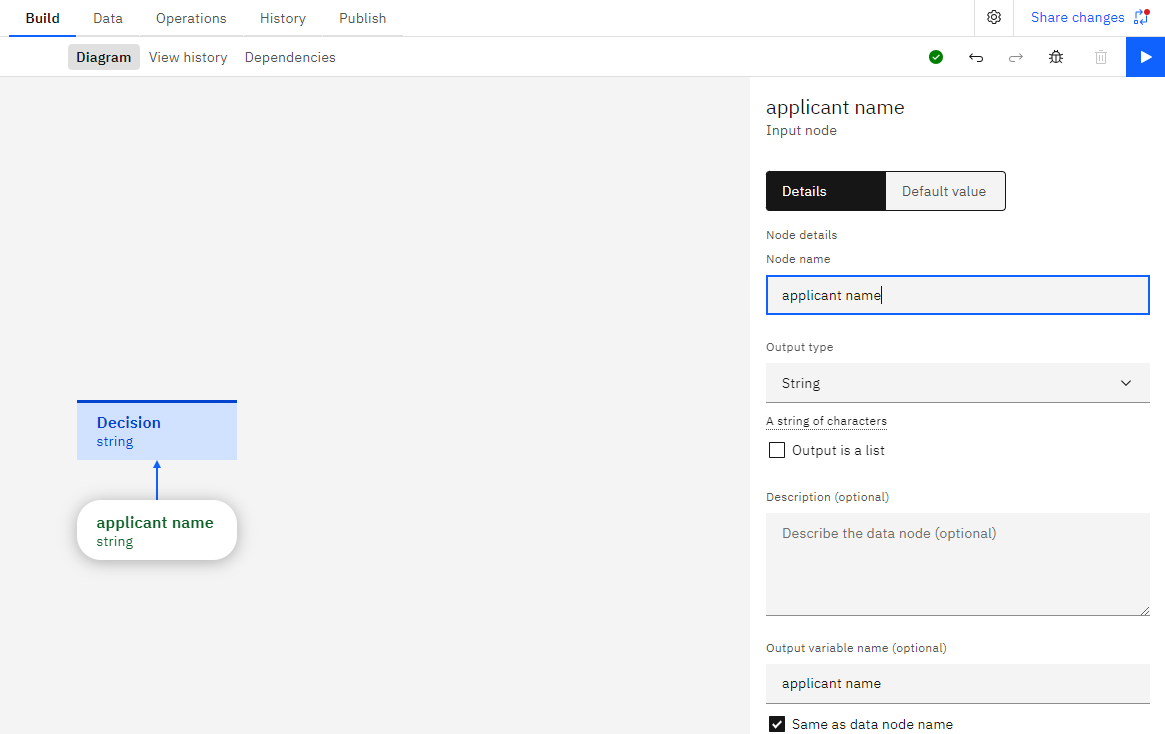 Build Data Operations History Publish Share changes
Diagram View history Dependencies
Decision
string
applicant name
string
applicant name
Input node
Details Default value
Node details
Node name
applicant name
Output type
String
A string of characters
Output is a list
Description (optional)
Describe the data node (optional)
Output variable name (optional)
applicant name
Same as data node name